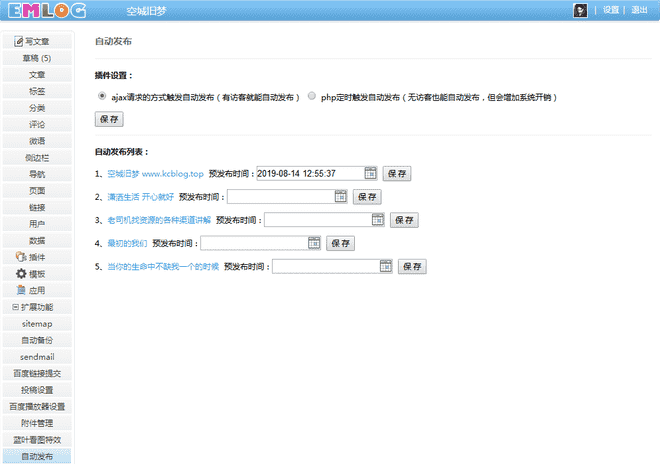 EMLOG 空城旧梦 | 设置 | 退出
写文章
草稿 (5)
文章
标签
分类
评论
微语
侧边栏
导航
页面
链接
用户
数据
插件
模板
应用
扩展功能
sitemap
自动备份
sendmail
百度链接提交
投稿设置
百度播放器设置
附件管理
蓝叶看图特效
自动发布
自动发布
插件设置：
ajax请求的方式触发自动发布（有访客就能自动发布） php定时触发自动发布（无访客也能自动发布，但会增加系统开销）
保存
自动发布列表：
1、空城旧梦 www.kcblog.top 预发布时间：2019-08-14 12:55:37 保存
2、潇洒生活 开心就好 预发布时间： 保存
3、老司机找资源的各种渠道讲解 预发布时间： 保存
4、最初的我们 预发布时间： 保存
5、当你的生命中不缺我一个的时候 预发布时间： 保存